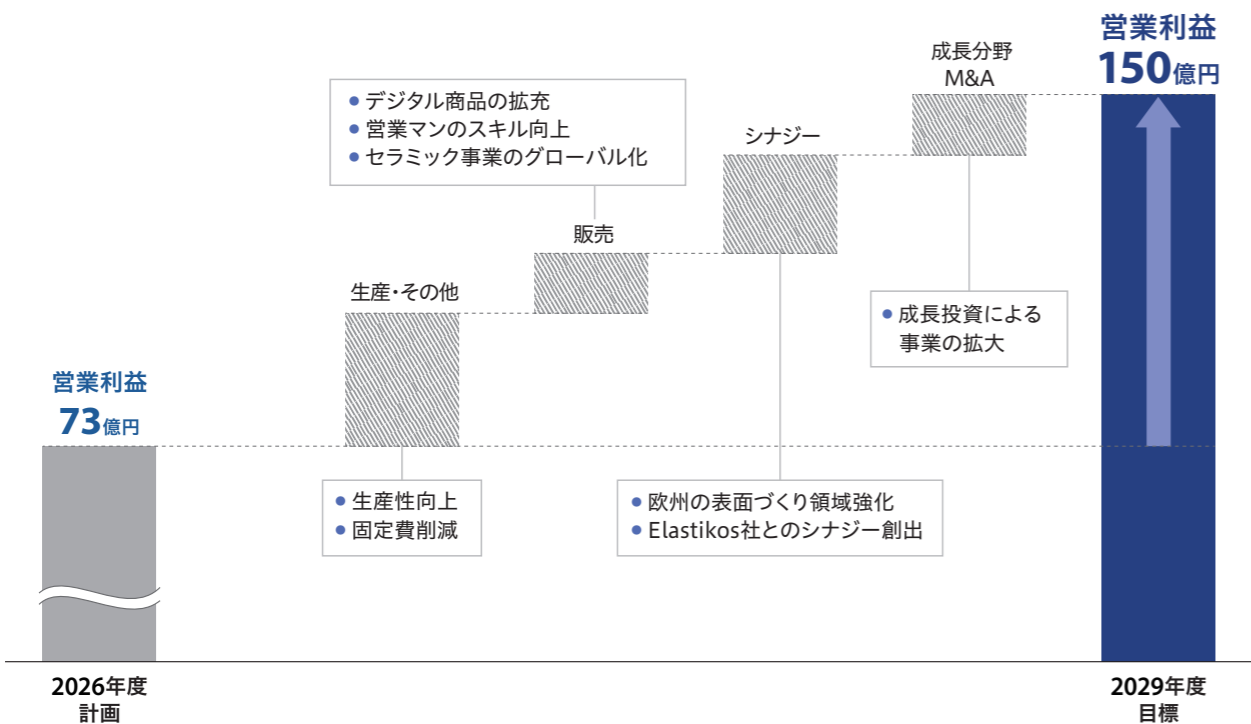 営業利益
73億円
2026年度
計画
生産・その他
● 生産性向上
● 固定費削減
● デジタル商品の拡充
● 営業マンのスキル向上
● セラミック事業のグローバル化
販売
シナジー
● 欧州の表面づくり領域強化
● Elastikos社とのシナジー創出
成長分野
M&A
● 成長投資による
事業の拡大
営業利益
150億円
2029年度
目標